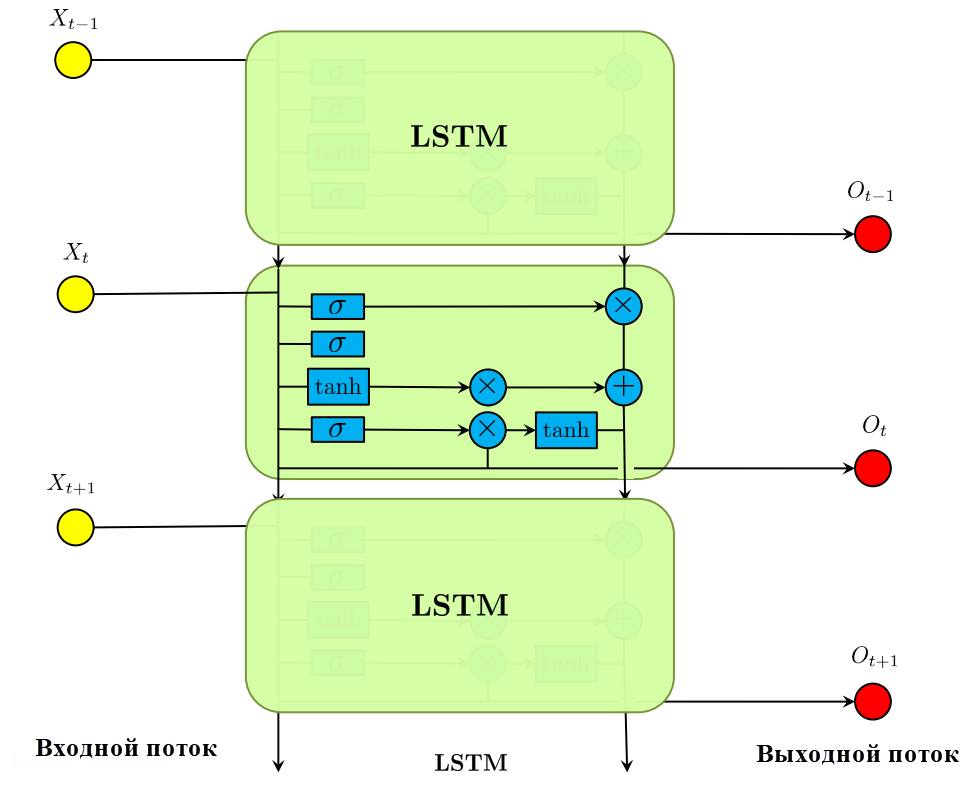 X_{t−1}
LSTM
O_{t−1}
X_t
σ
×
σ
tanh
×
+
σ
×
tanh
O_t
X_{t+1}
LSTM
O_{t+1}
Входной поток
LSTM
Выходной поток